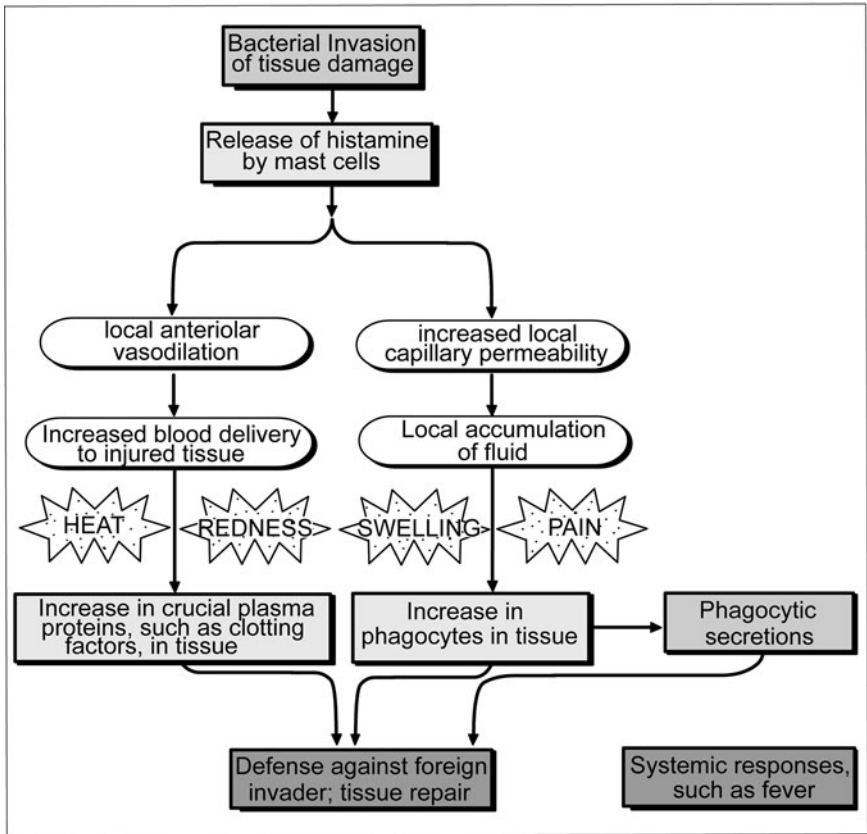 Bacterial Invasion
of tissue damage
Release of histamine
by mast cells
local anteriolar
vasodilation
increased local
capillary permeability
Increased blood delivery
to injured tissue
Local accumulation
of fluid
HEAT
REDNESS
SWELLING
PAIN
Increase in crucial plasma
proteins, such as clotting
factors, in tissue
Increase in
phagocytes in tissue
Phagocytic
secretions
Defense against foreign
invader; tissue repair
Systemic responses,
such as fever